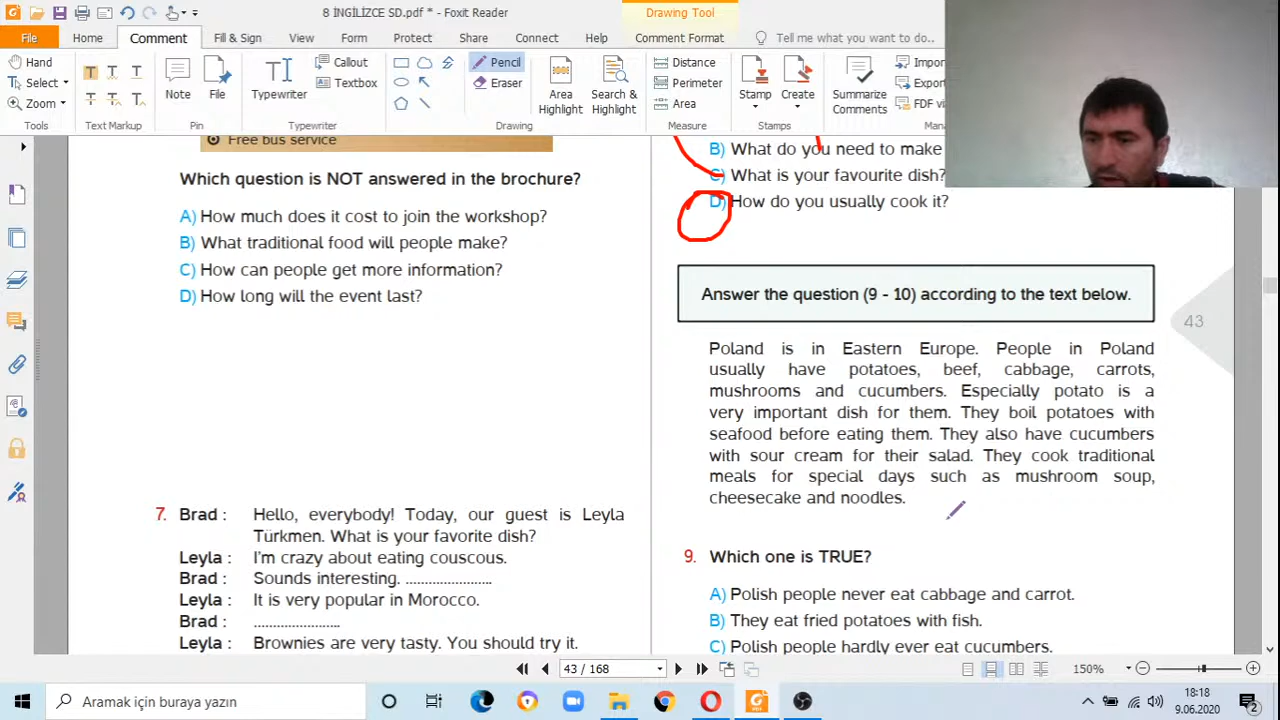 8 İNGİLİZCE SD.pdf * - Foxit Reader
Drawing Tool
File
Home
Comment
Fill & Sign
View
Form
Protect
Share
Connect
Help
Comment Format
Tell me what you want to do..
Hand
Select
Zoom
Tools
Text Markup
Note
File
Pin
Typewriter
Callout
Textbox
Typewriter
Pencil
Eraser
Drawing
Area
Highlight
Search &
Highlight
Distance
Perimeter
Area
Measure
Stamp
Create
Stamps
Summarize
Comments
Impor
Export
FDF vi
Man
Free bus service
Which question is NOT answered in the brochure?
A) How much does it cost to join the workshop?
B) What traditional food will people make?
C) How can people get more information?
D) How long will the event last?
7. Brad : Hello, everybody! Today, our guest is Leyla
Türkmen. What is your favorite dish?
Leyla : I'm crazy about eating couscous.
Brad : Sounds interesting. ......................
Leyla : It is very popular in Morocco.
Brad : ......................
Leyla : Brownies are very tasty. You should try it.
B) What do you need to make
C) What is your favourite dish?
D) How do you usually cook it?
Answer the question (9 - 10) according to the text below.
43
Poland is in Eastern Europe. People in Poland
usually have potatoes, beef, cabbage, carrots,
mushrooms and cucumbers. Especially potato is a
very important dish for them. They boil potatoes with
seafood before eating them. They also have cucumbers
with sour cream for their salad. They cook traditional
meals for special days such as mushroom soup,
cheesecake and noodles.
9. Which one is TRUE?
A) Polish people never eat cabbage and carrot.
B) They eat fried potatoes with fish.
C) Polish people hardly ever eat cucumbers.
43 / 168
150%
Aramak için buraya yazın
18:18
9.06.2020
2